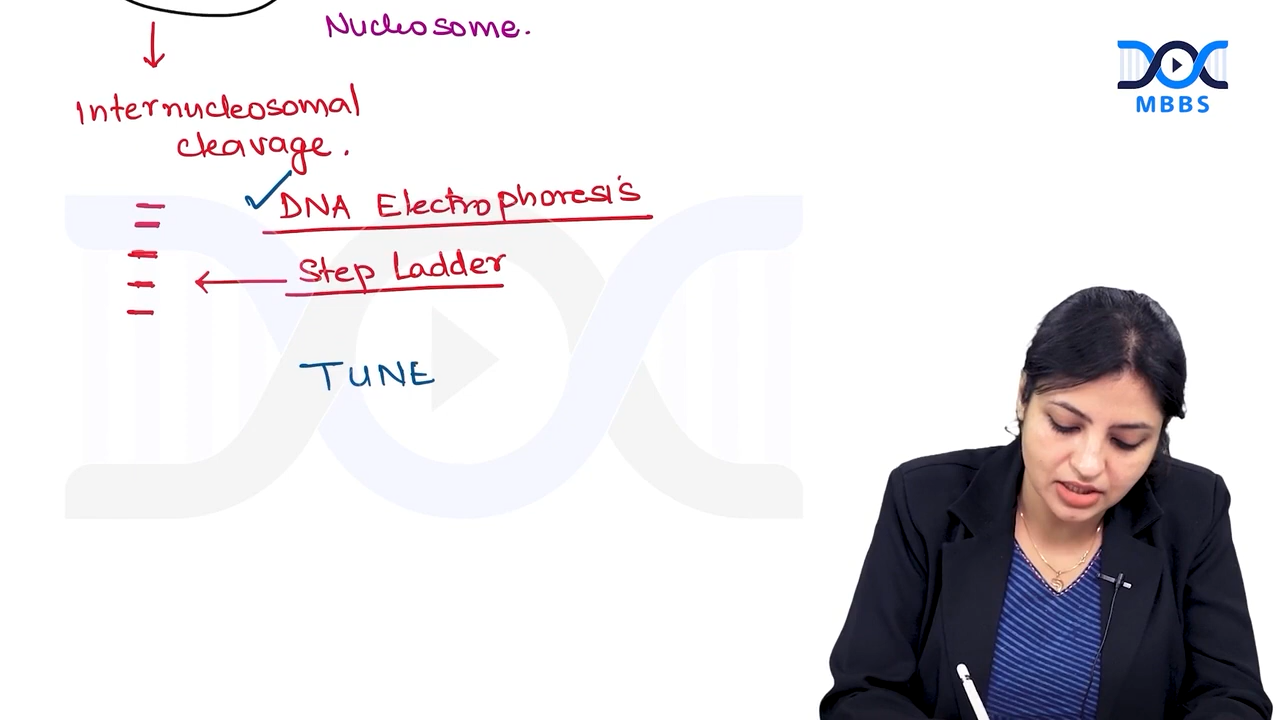 Nucleosome.
Internucleosomal
cleavage.
DNA Electrophoresis
Step Ladder
TUNE
MBBS